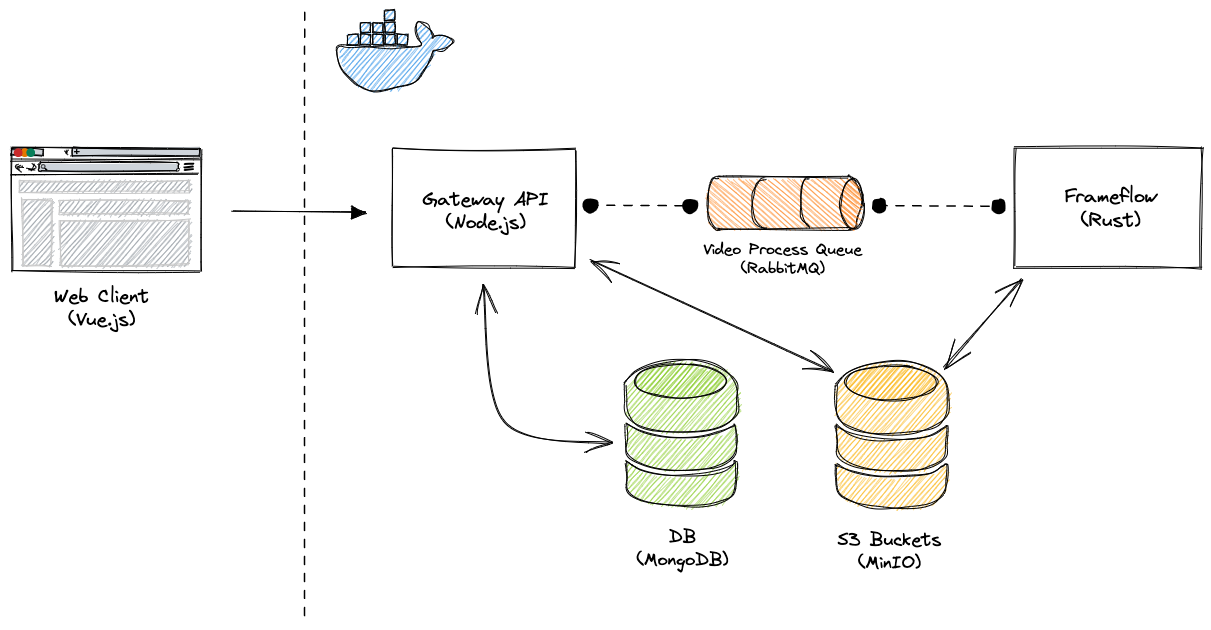 Gateway API
(Node.js)
Video Process Queue
(RabbitMQ)
Frameflow
(Rust)
Web Client
(Vue.js)
DB
(MongoDB)
S3 Buckets
(MinIO)